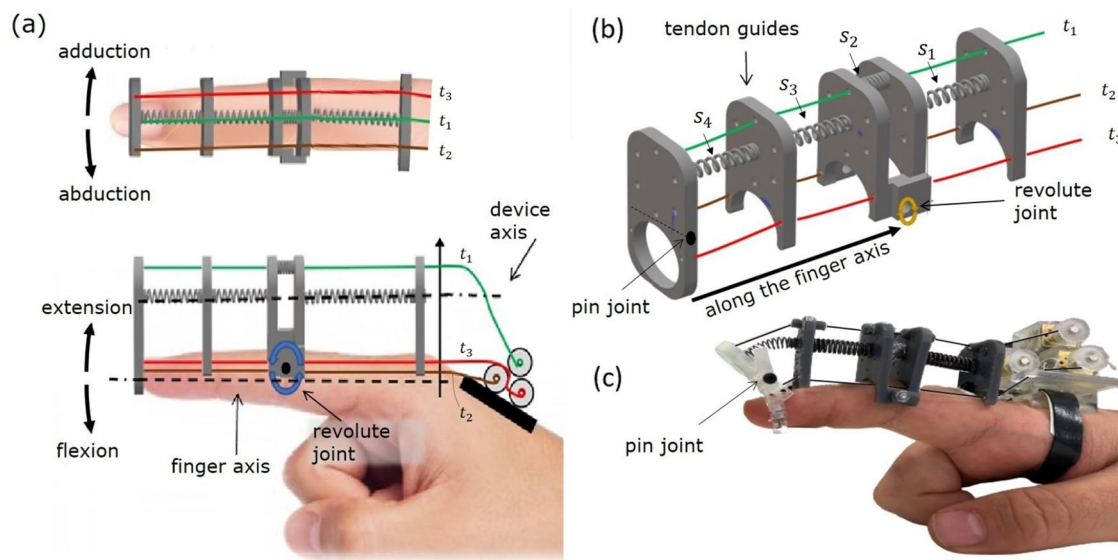 (a)
adduction
abduction
t₃
t₁
t₂
device
axis
t₁
extension
flexion
t₃
t₂
finger axis
revolute
joint
(b)
tendon guides
s₂
s₁
t₁
s₃
s₄
t₂
t₃
revolute
joint
along the finger axis
pin joint
(c)
pin joint